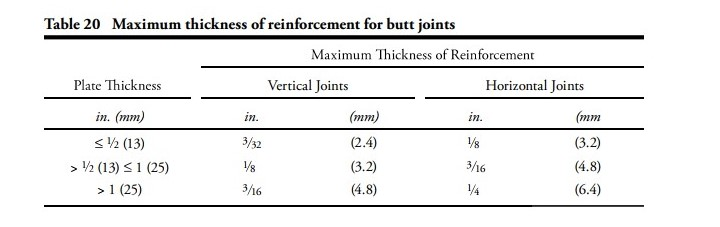 Table 20 Maximum thickness of reinforcement for butt joints
Maximum Thickness of Reinforcement
Plate Thickness Vertical Joints Horizontal Joints
in. (mm) in. (mm) in. (mm
≤ ½ (13) 3/32 (2.4) ⅛ (3.2)
> ½ (13) ≤ 1 (25) ⅛ (3.2) 3/16 (4.8)
> 1 (25) 3/16 (4.8) ¼ (6.4)